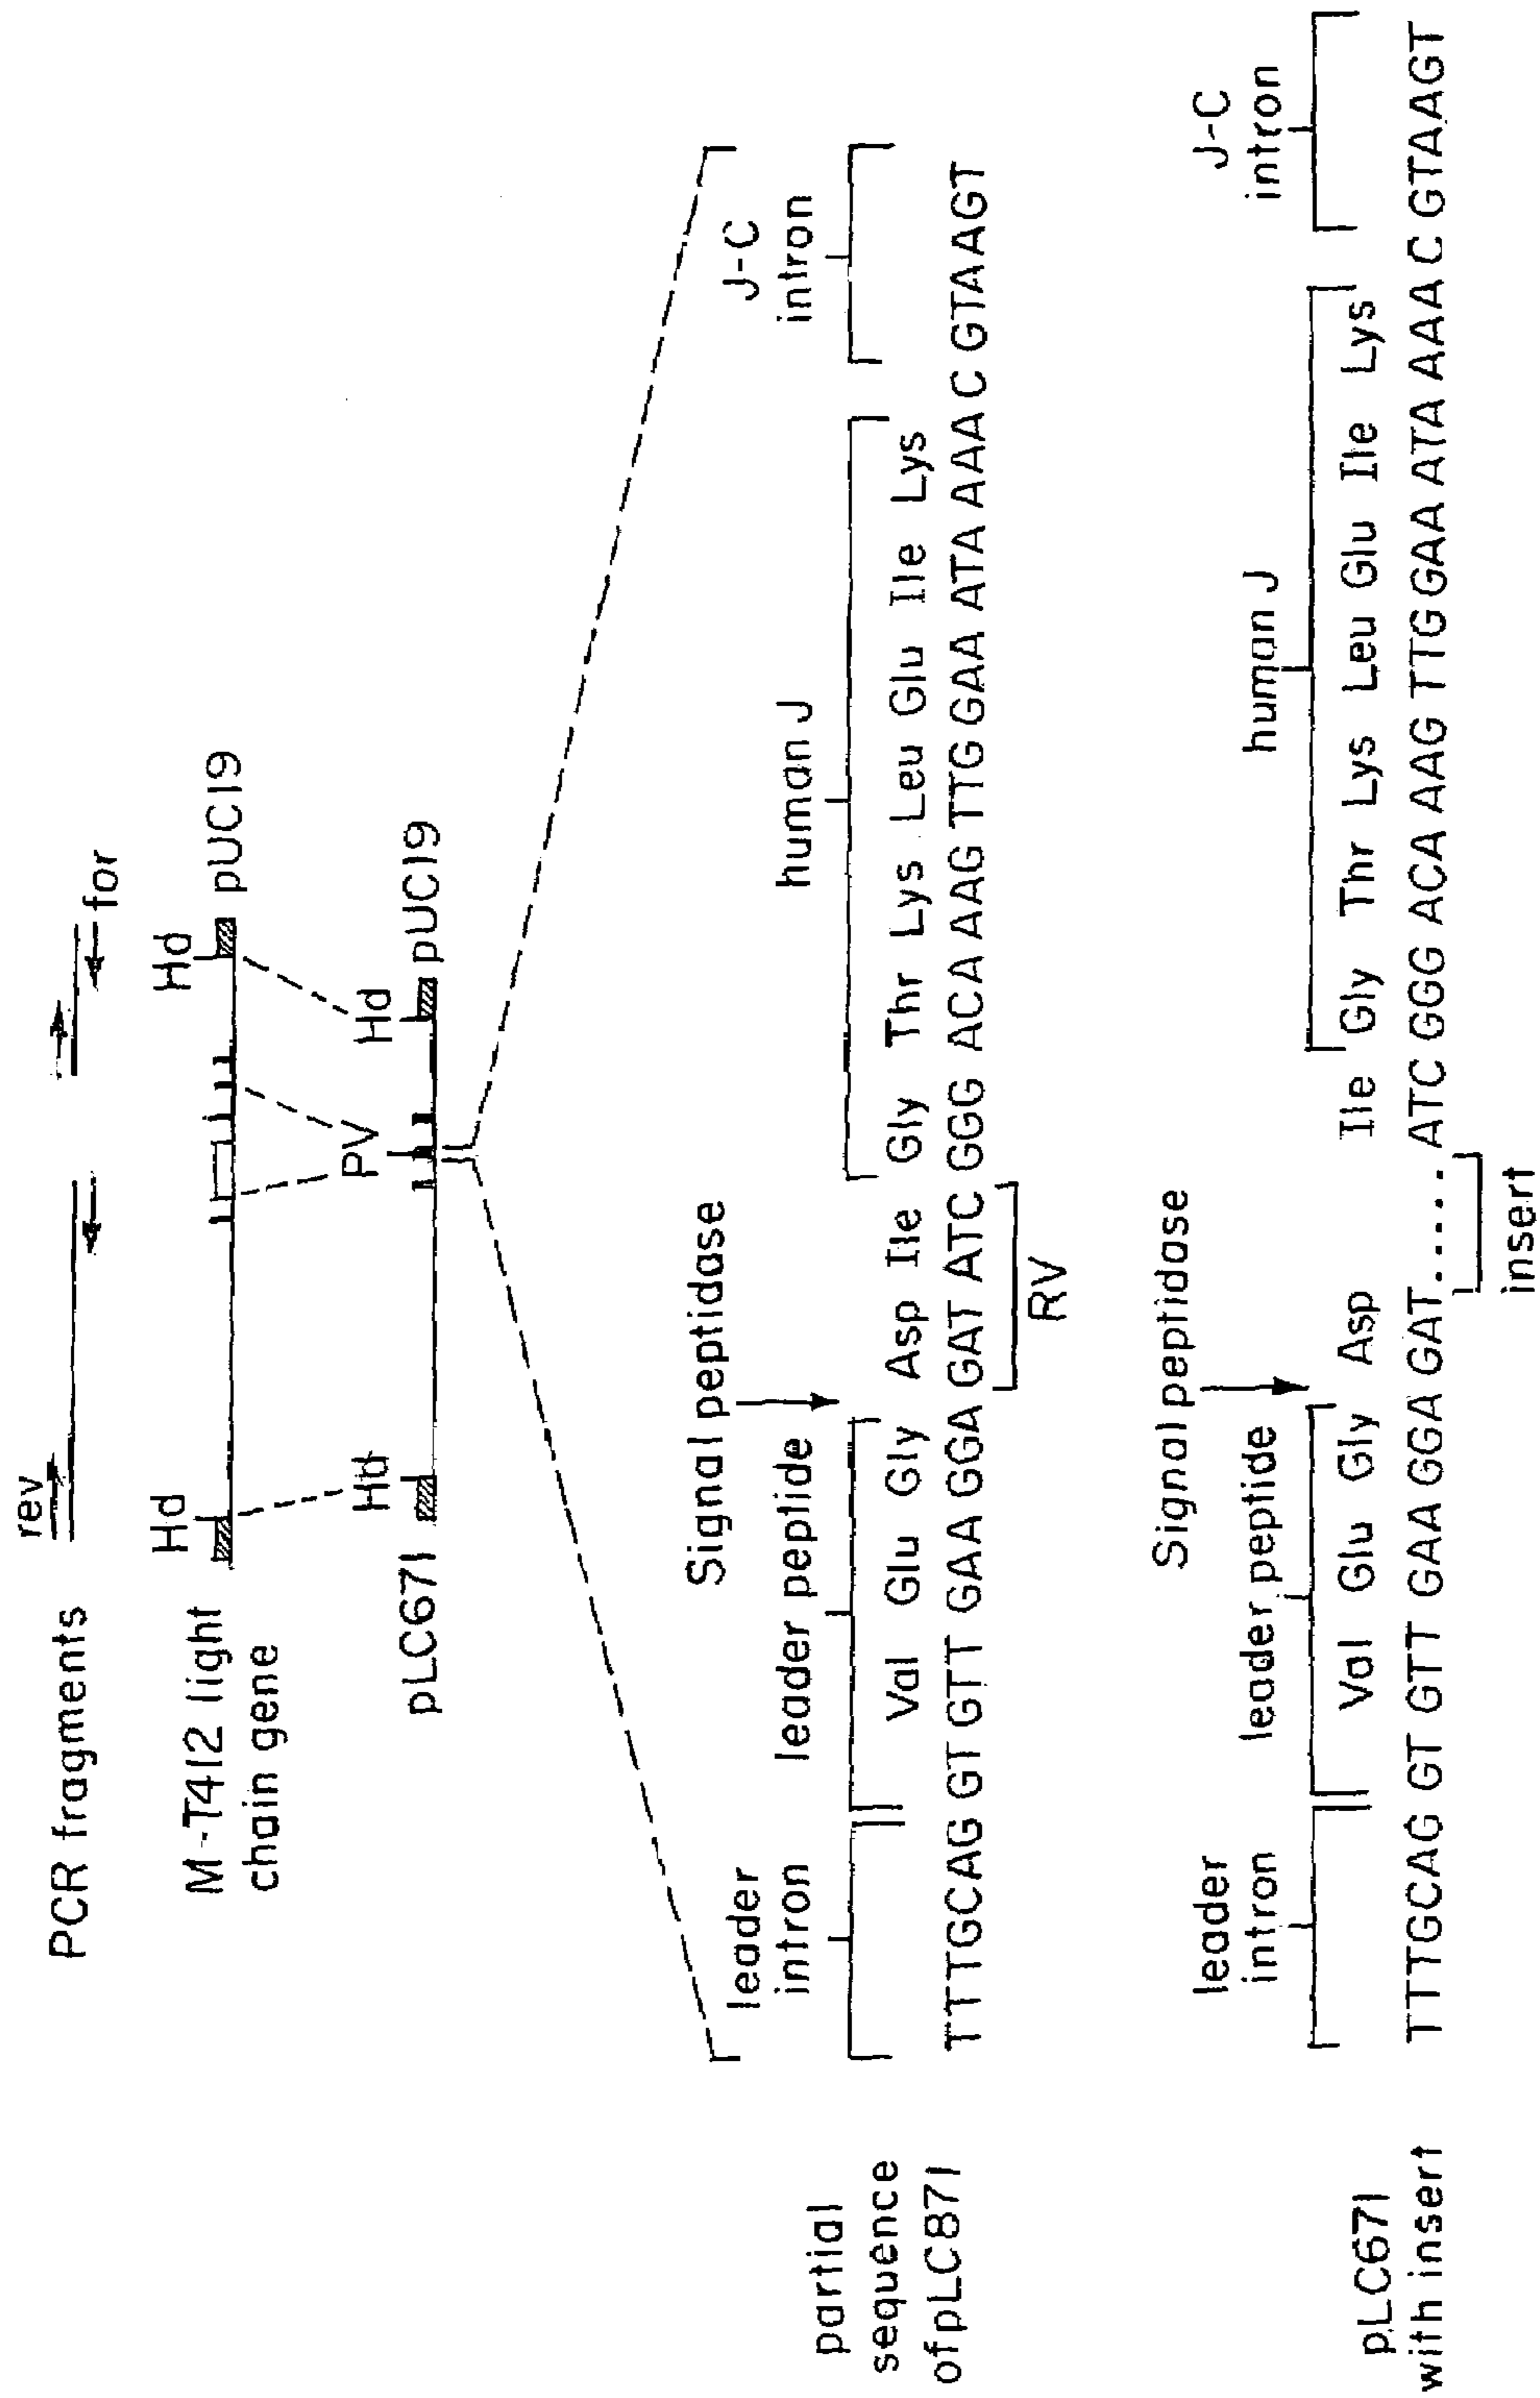 rev
PCR fragments
for
Hd
Hd
M-T412 light
chain gene
pUC19
PV
Hd
Hd
pLC671
pUC19
Signal peptidase
leader
intron
leader peptide
human J
J-C
intron
partial
sequence
of pLC871
Val Glu Gly Asp Ile Gly Thr Lys Leu Glu Ile Lys
TTTGCAG GT GTT GAA GGA GAT ATC GGG ACA AAG TTG GAA ATA AAA C GTAAGT
RV
Signal peptidase
leader
intron
leader peptide
human J
J-C
intron
pLC671
with insert
Val Glu Gly Asp Ile Gly Thr Lys Leu Glu Ile Lys
TTTGCAG GT GTT GAA GGA GAT.....ATC GGG ACA AAG TTG GAA ATA AAA C GTAAGT
insert